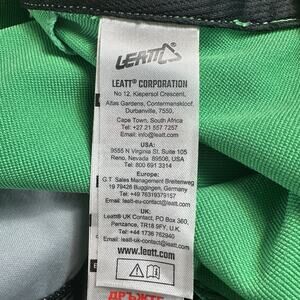 LEATT
LEATT® CORPORATION
No 12, Kiepersol Crescent,
Atlas Gardens, Contermanskloof,
Durbanville, 7550,
Cape Town, South Africa
Tel: +27 21 557 7257
Email: info@leatt.com
USA:
9555 N Virginia St, Suite 105
Reno, Nevada 89506, USA
Tel: 800 691 3314
Europe:
G.T. Sales Management Breitenweg
19 79426 Buggingen, Germany
Tel: +49 76319379157
Email: leatt-eu-contact@leatt.com
UK:
Leatt® UK Contact, PO Box 360,
Penzance, TR18 9FY, U.K.
Tel: +44 1736 762940
Email: leatt-uk-contact@leatt.com
www.leatt.com